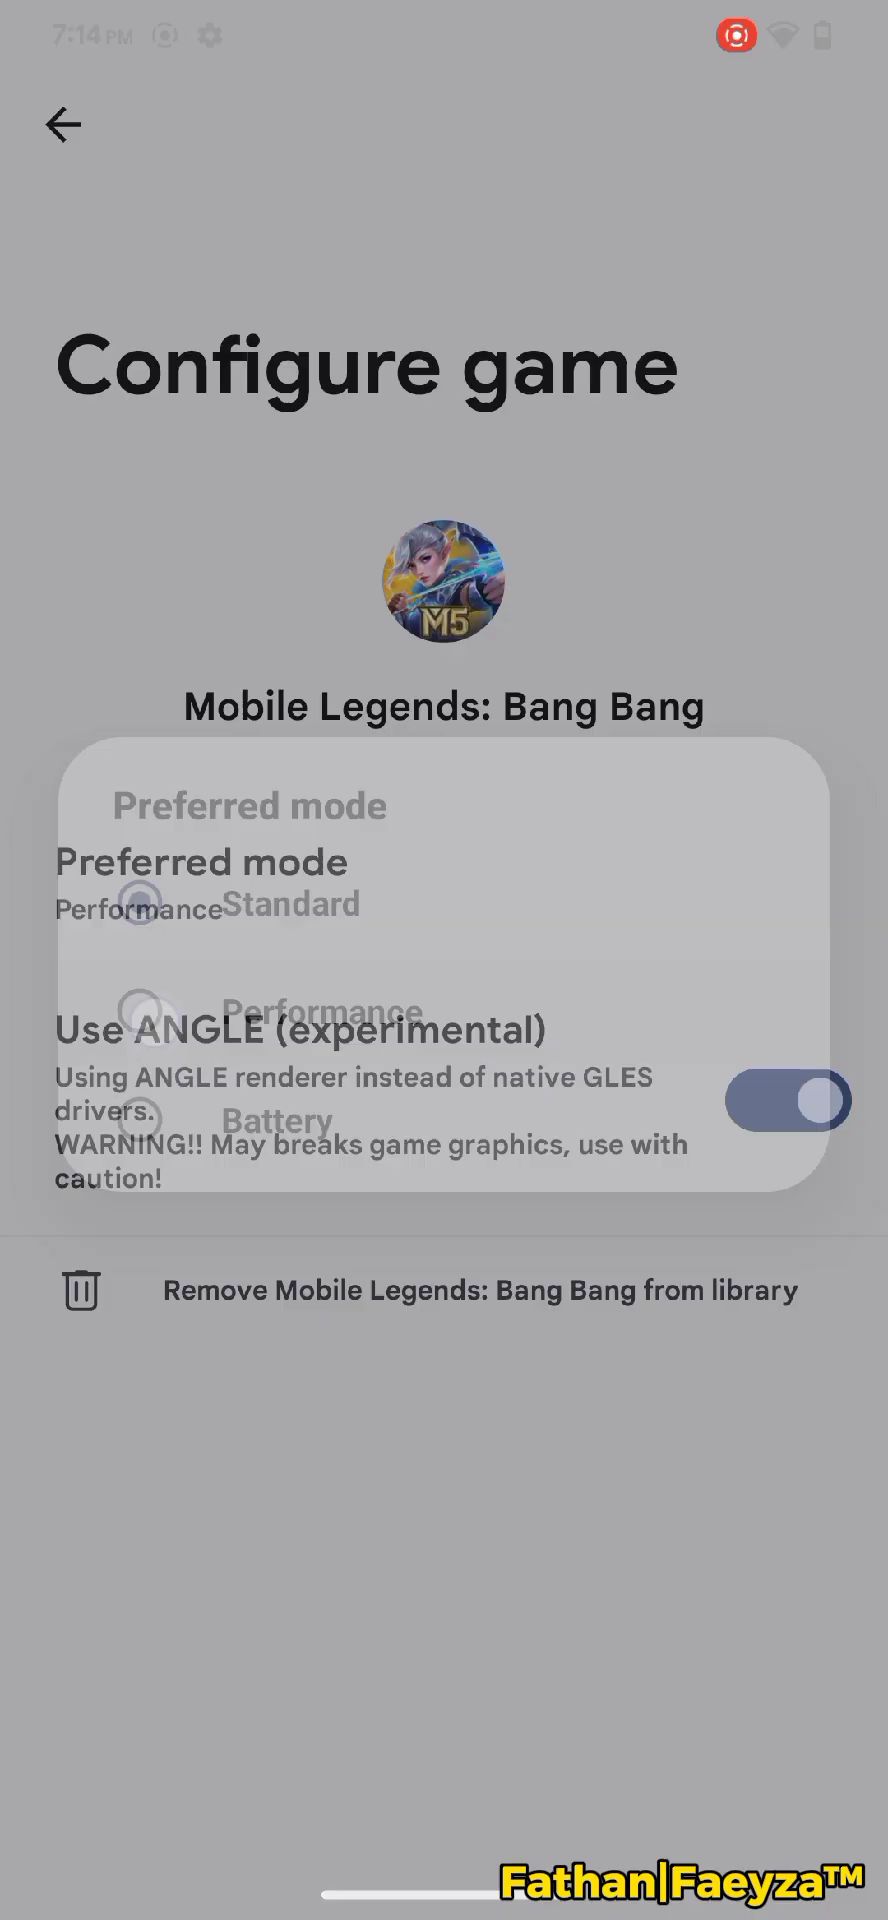 7:14 PM
Configure game
M5
Mobile Legends: Bang Bang
Preferred mode
Preferred mode
Standard
Performance
Performance
Use ANGLE (experimental)
Using ANGLE renderer instead of native GLES
drivers.
Battery
WARNING!! May breaks game graphics, use with
caution!
Remove Mobile Legends: Bang Bang from library
Fathan|Faeyza™